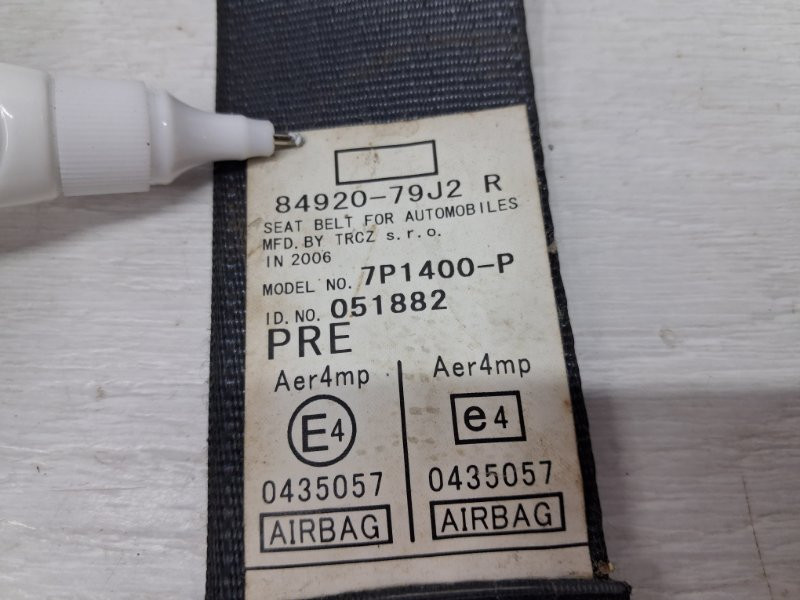 84920-79J2 R
SEAT BELT FOR AUTOMOBILES
MFD. BY TRCZ s.r.o.
IN 2006
MODEL NO. 7P1400-P
ID. NO. 051882
PRE
Aer4mp Aer4mp
E4 e4
0435057 0435057
AIRBAG AIRBAG